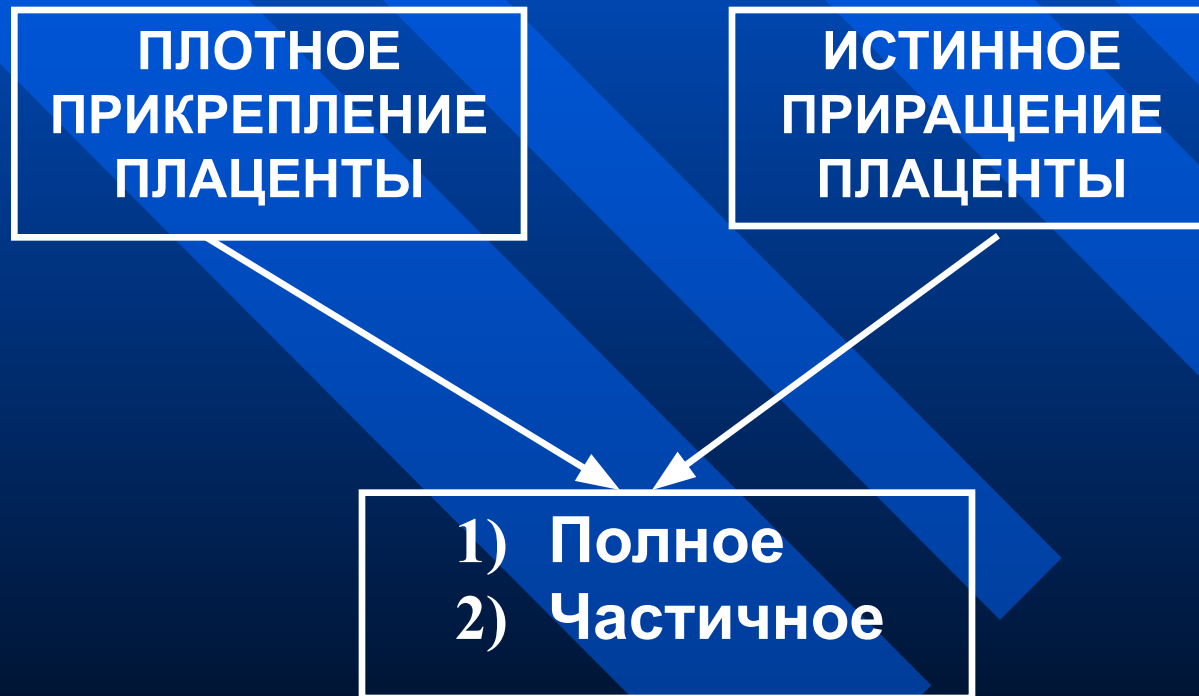 ПЛОТНОЕ
ПРИКРЕПЛЕНИЕ
ПЛАЦЕНТЫ
ИСТИННОЕ
ПРИРАЩЕНИЕ
ПЛАЦЕНТЫ
1) Полное
2) Частичное